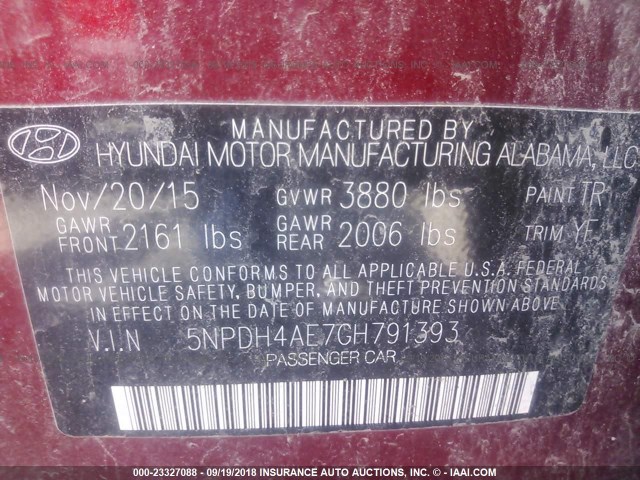 MANUFACTURED BY
HYUNDAI MOTOR MANUFACTURING ALABAMA, LLC
Nov/20/15 GVWR 3880 lbs PAINT TR
GAWR FRONT 2161 lbs GAWR REAR 2006 lbs TRIM YF
THIS VEHICLE CONFORMS TO ALL APPLICABLE U.S.A. FEDERAL
MOTOR VEHICLE SAFETY, BUMPER, AND THEFT PREVENTION STANDARDS
IN EFFECT ON THE DATE OF MANUFACTURE SHOWN ABOVE.
V.I.N 5NPDH4AE7GH791393
PASSENGER CAR
000-23327088 - 09/19/2018 INSURANCE AUTO AUCTIONS, INC. - © - IAAI.COM